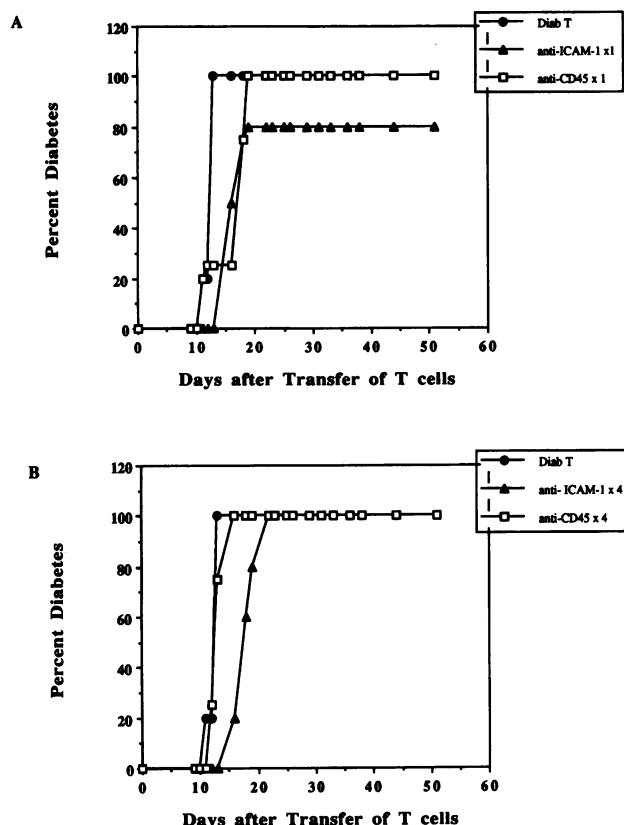 A
Diab T
anti-ICAM-1 x1
anti-CD45 x 1
120
100
80
60
40
20
0
Percent Diabetes
0 10 20 30 40 50 60
Days after Transfer of T cells
B
Diab T
anti- ICAM-1 x 4
anti-CD45 x 4
120
100
80
60
40
20
0
Percent Diabetes
0 10 20 30 40 50 60
Days after Transfer of T cells